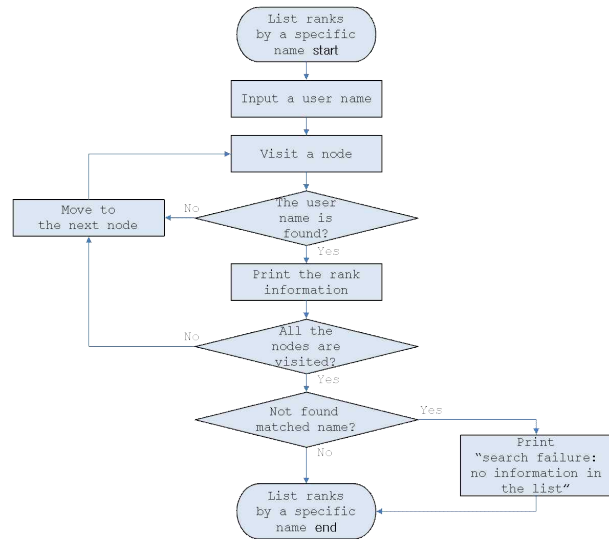 List ranks
by a specific
name start
Input a user name
Visit a node
The user
name is
found?
No
Move to
the next node
Yes
Print the rank
information
All the
nodes are
visited?
No
Yes
Not found
matched name?
Yes
Print
“search failure:
no information in
the list”
No
List ranks
by a specific
name end